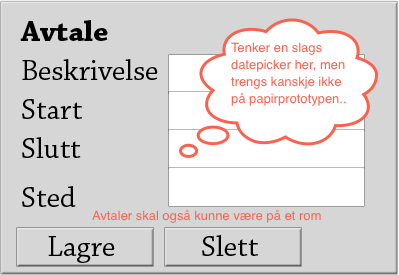 Avtale
Beskrivelse
Tenker en slags
datepicker her, men
trengs kanskje ikke
på papirprototypen..
Start
Slutt
Sted
Avtaler skal også kunne være på et rom
Lagre
Slett